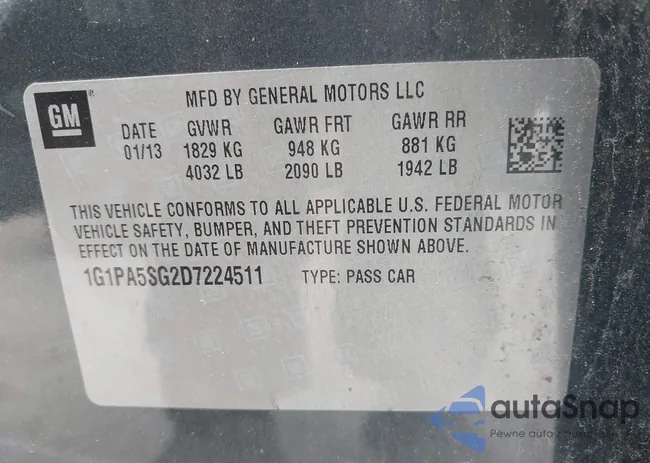 GM
MFD BY GENERAL MOTORS LLC
DATE GVWR GAWR FRT GAWR RR
01/13 1829 KG 948 KG 881 KG
4032 LB 2090 LB 1942 LB
THIS VEHICLE CONFORMS TO ALL APPLICABLE U.S. FEDERAL MOTOR
VEHICLE SAFETY, BUMPER, AND THEFT PREVENTION STANDARDS IN
EFFECT ON THE DATE OF MANUFACTURE SHOWN ABOVE.
1G1PA5SG2D7224511 TYPE: PASS CAR
autaSnap
Pewne auta z